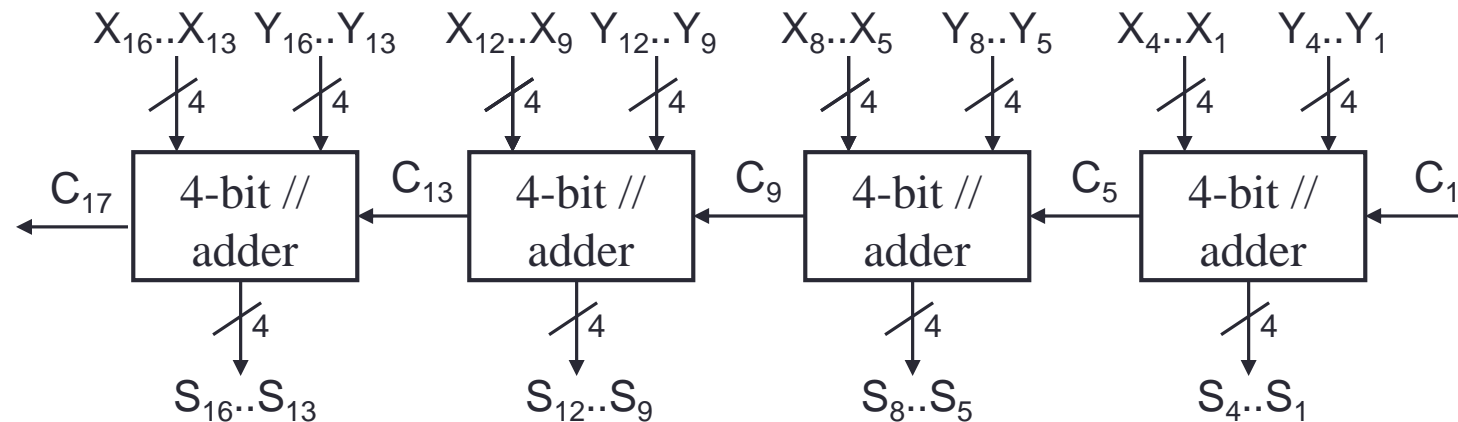 X₁₆..X₁₃ Y₁₆..Y₁₃ X₁₂..X₉ Y₁₂..Y₉ X₈..X₅ Y₈..Y₅ X₄..X₁ Y₄..Y₁
4 4 4 4 4 4 4 4
C₁₇ 4-bit // C₁₃ 4-bit // C₉ 4-bit // C₅ 4-bit // C₁
adder adder adder adder
4 4 4 4
S₁₆..S₁₃ S₁₂..S₉ S₈..S₅ S₄..S₁